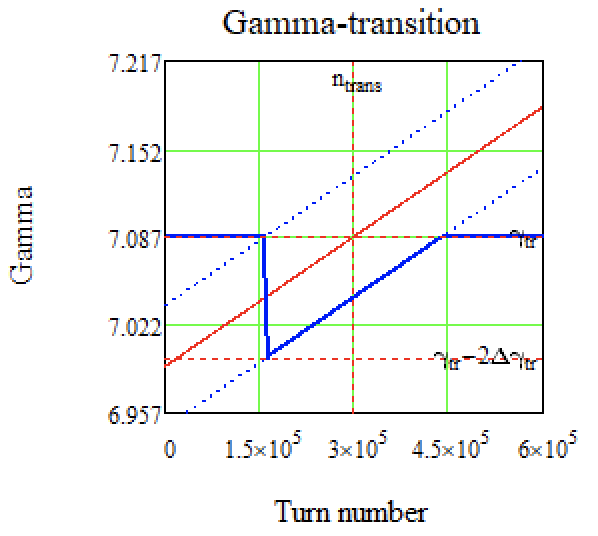 Gamma-transition
7.217
n_trans
7.152
Gamma
7.087
γ_tr
7.022
γ_tr−2Δγ_tr
6.957
0 1.5×10^5 3×10^5 4.5×10^5 6×10^5
Turn number